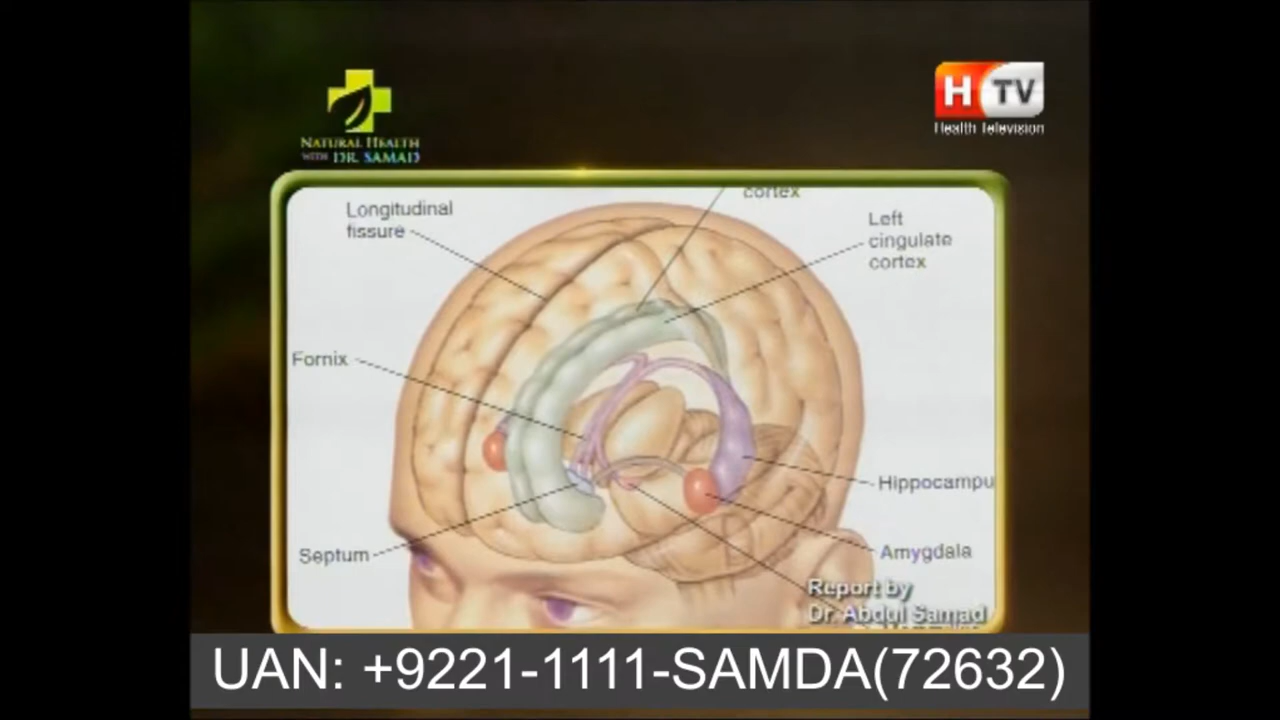 H TV
Health Television
NATURAL HEALTH
WITH DR. SAMAD
cortex
Longitudinal
fissure
Left
cingulate
cortex
Fornix
Hippocampu
Septum
Amygdala
Report by
Dr. Abdul Samad
UAN: +9221-1111-SAMDA(72632)